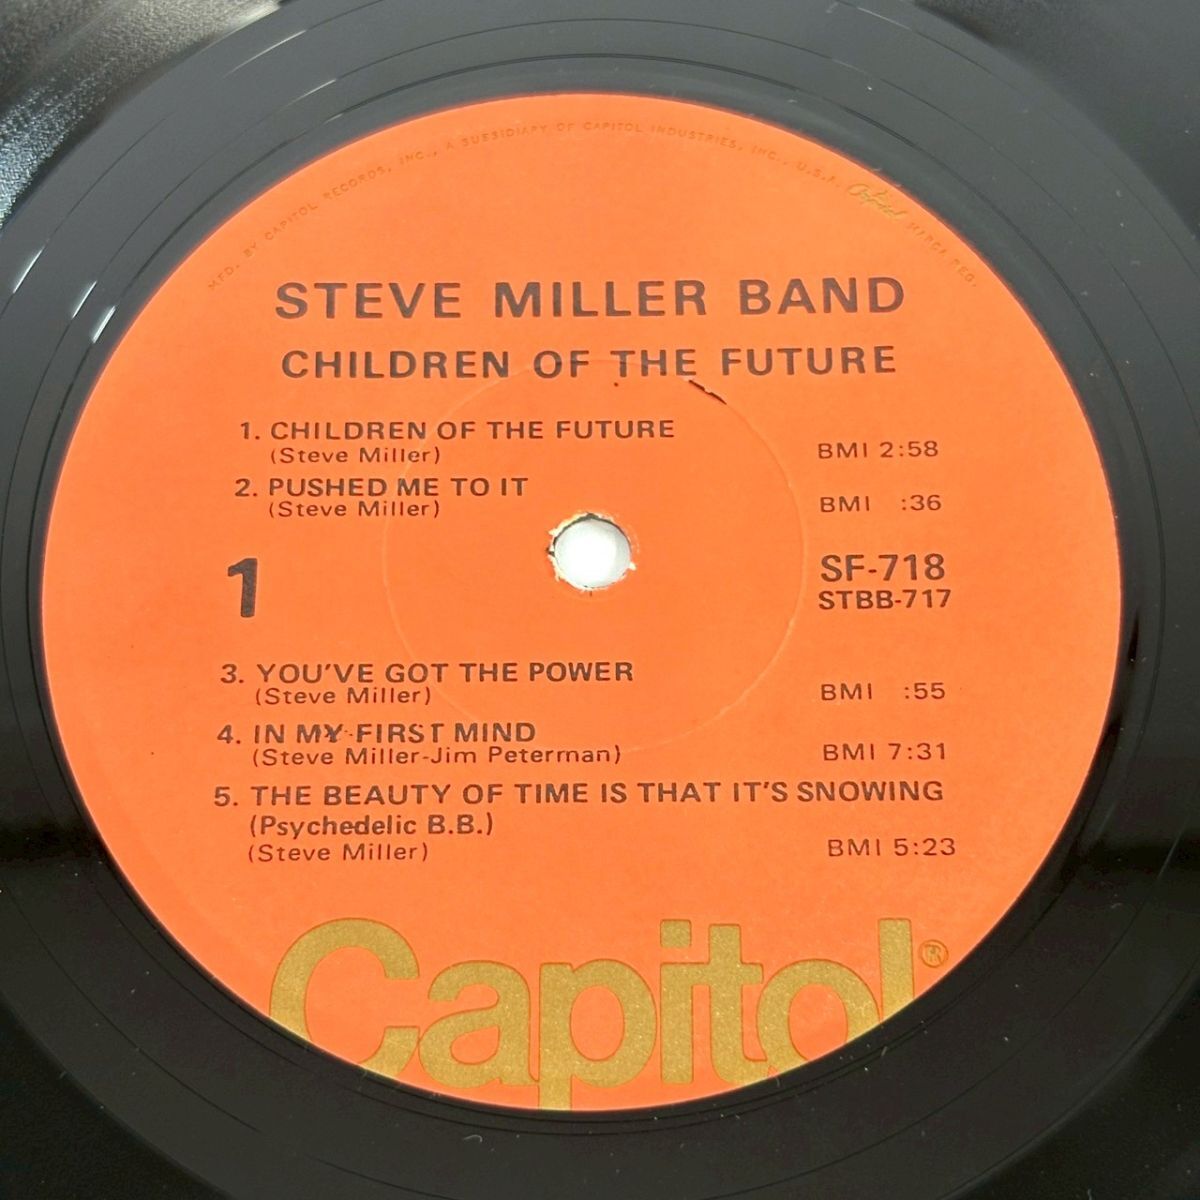 MFD. BY CAPITOL RECORDS, INC., A SUBSIDIARY OF CAPITOL INDUSTRIES, INC., U.S.A. Capitol MARCA REG.
STEVE MILLER BAND
CHILDREN OF THE FUTURE
1. CHILDREN OF THE FUTURE
(Steve Miller) BMI 2:58
2. PUSHED ME TO IT
(Steve Miller) BMI :36
1
SF-718
STBB-717
3. YOU'VE GOT THE POWER
(Steve Miller) BMI :55
4. IN MY FIRST MIND
(Steve Miller-Jim Peterman) BMI 7:31
5. THE BEAUTY OF TIME IS THAT IT'S SNOWING
(Psychedelic B.B.)
(Steve Miller) BMI 5:23
Capitol®